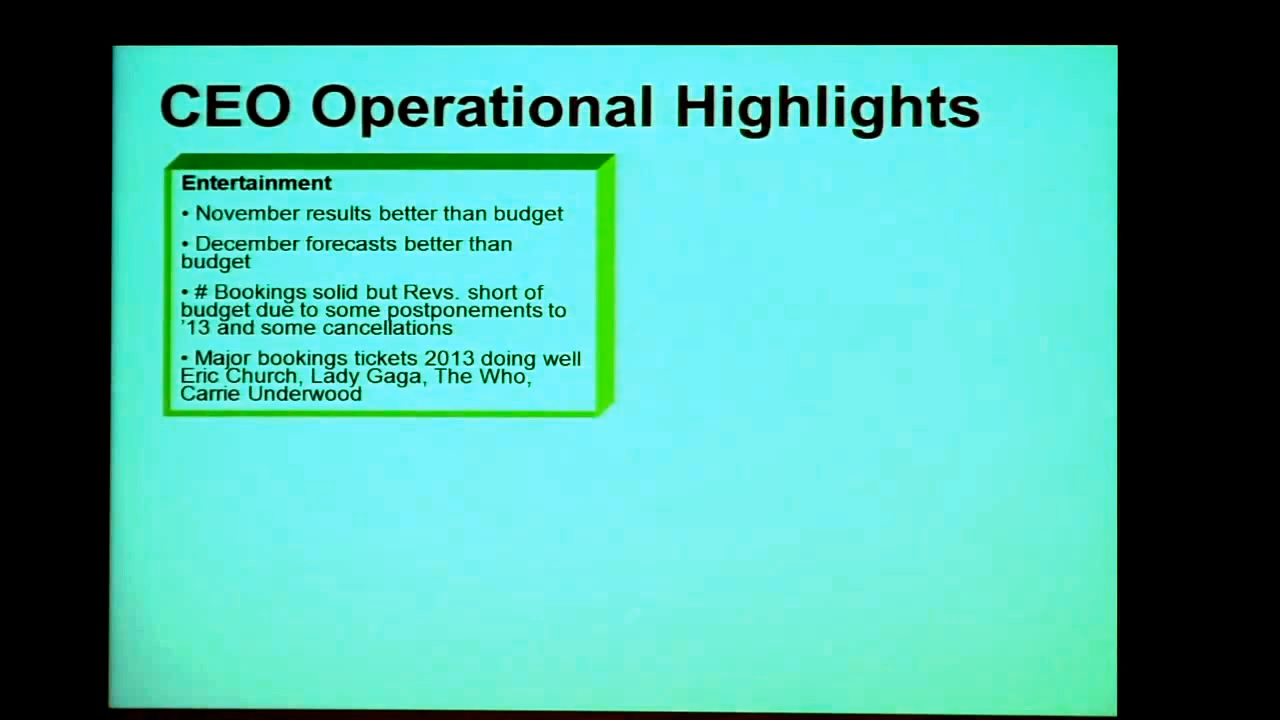 CEO Operational Highlights
Entertainment
• November results better than budget
• December forecasts better than
budget
• # Bookings solid but Revs. short of
budget due to some postponements to
'13 and some cancellations
• Major bookings tickets 2013 doing well
Eric Church, Lady Gaga, The Who,
Carrie Underwood